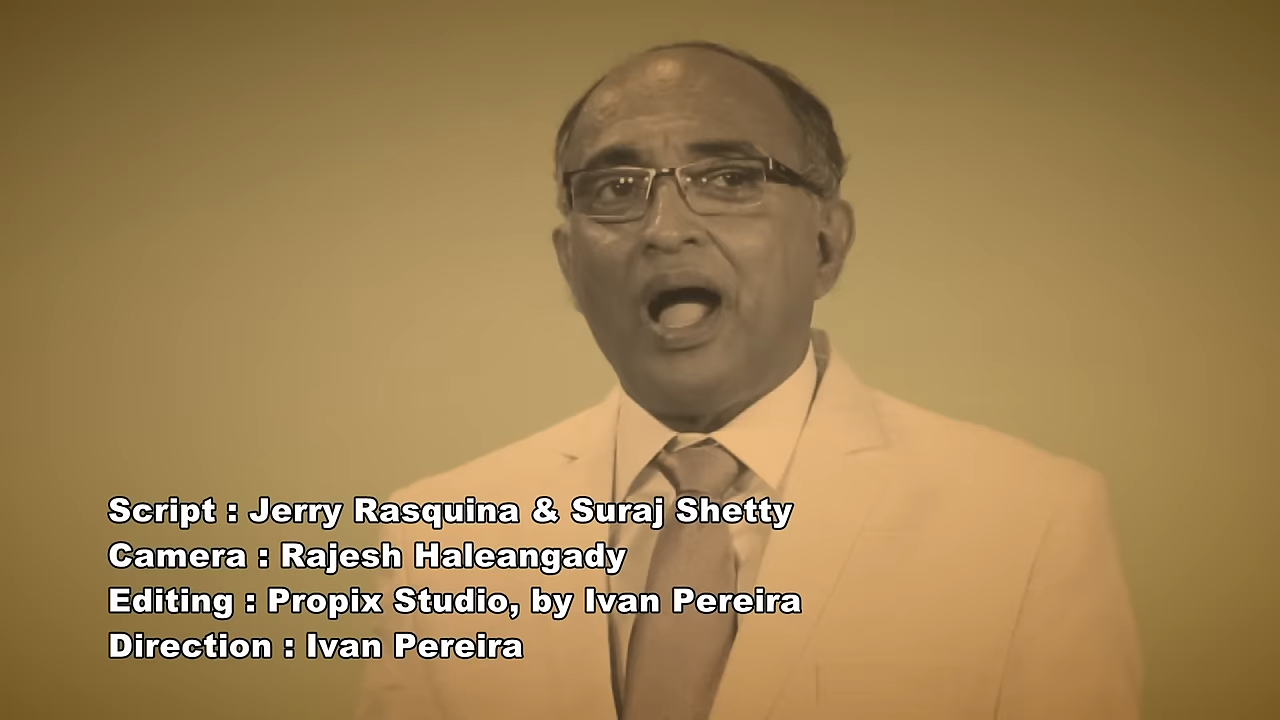 Script : Jerry Rasquina & Suraj Shetty
Camera : Rajesh Haleangady
Editing : Propix Studio, by Ivan Pereira
Direction : Ivan Pereira